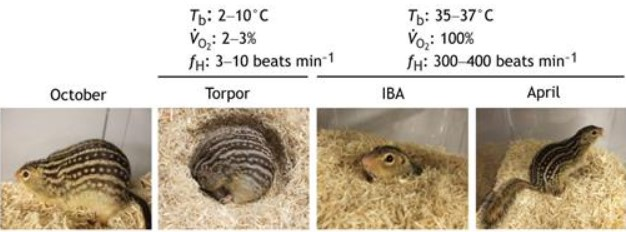 Tb: 2–10°C
V̇O2: 2–3%
fH: 3–10 beats min–1
Tb: 35–37°C
V̇O2: 100%
fH: 300–400 beats min–1
October
Torpor
IBA
April